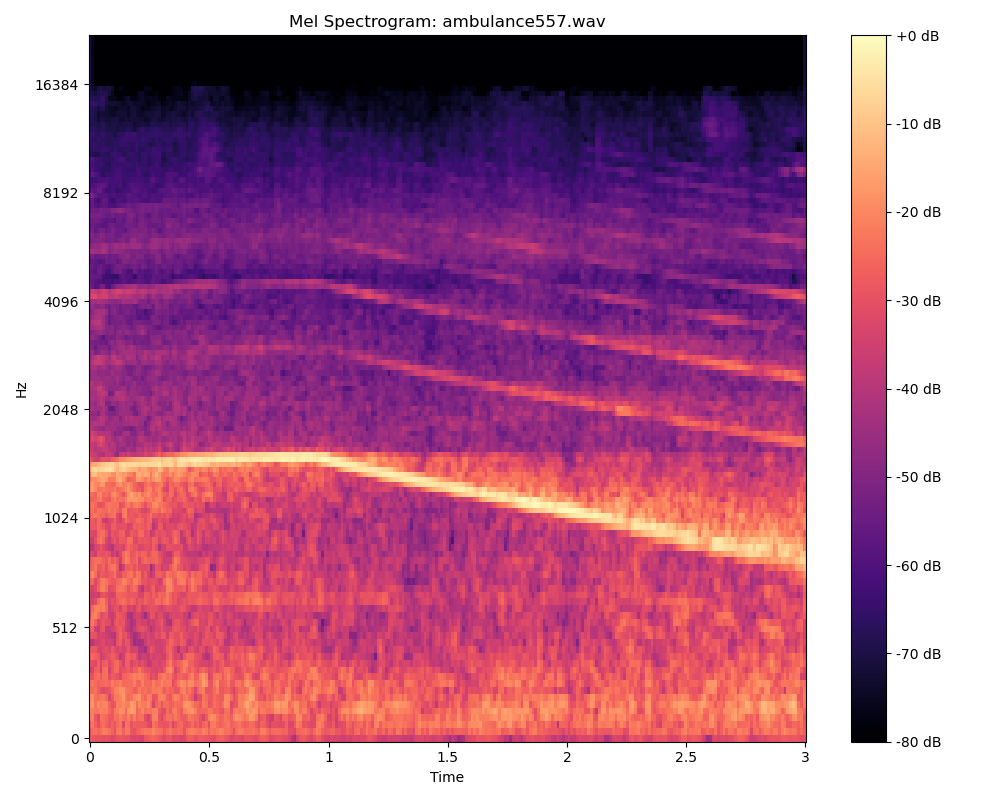 Mel Spectrogram: ambulance557.wav
+0 dB
16384
-10 dB
8192
-20 dB
4096
-30 dB
Hz
-40 dB
2048
-50 dB
1024
-60 dB
512
-70 dB
0
-80 dB
0 0.5 1 1.5 2 2.5 3
Time